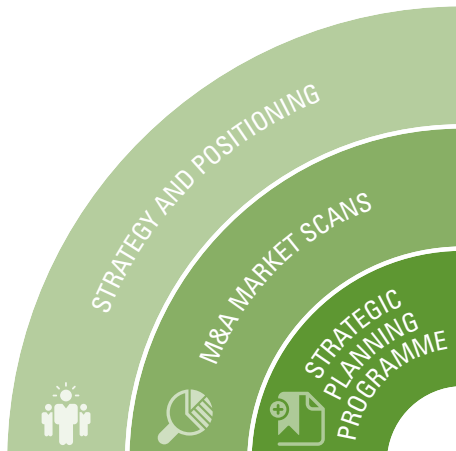 STRATEGY AND POSITIONING
M&A MARKET SCANS
STRATEGIC
PLANNING
PROGRAMME